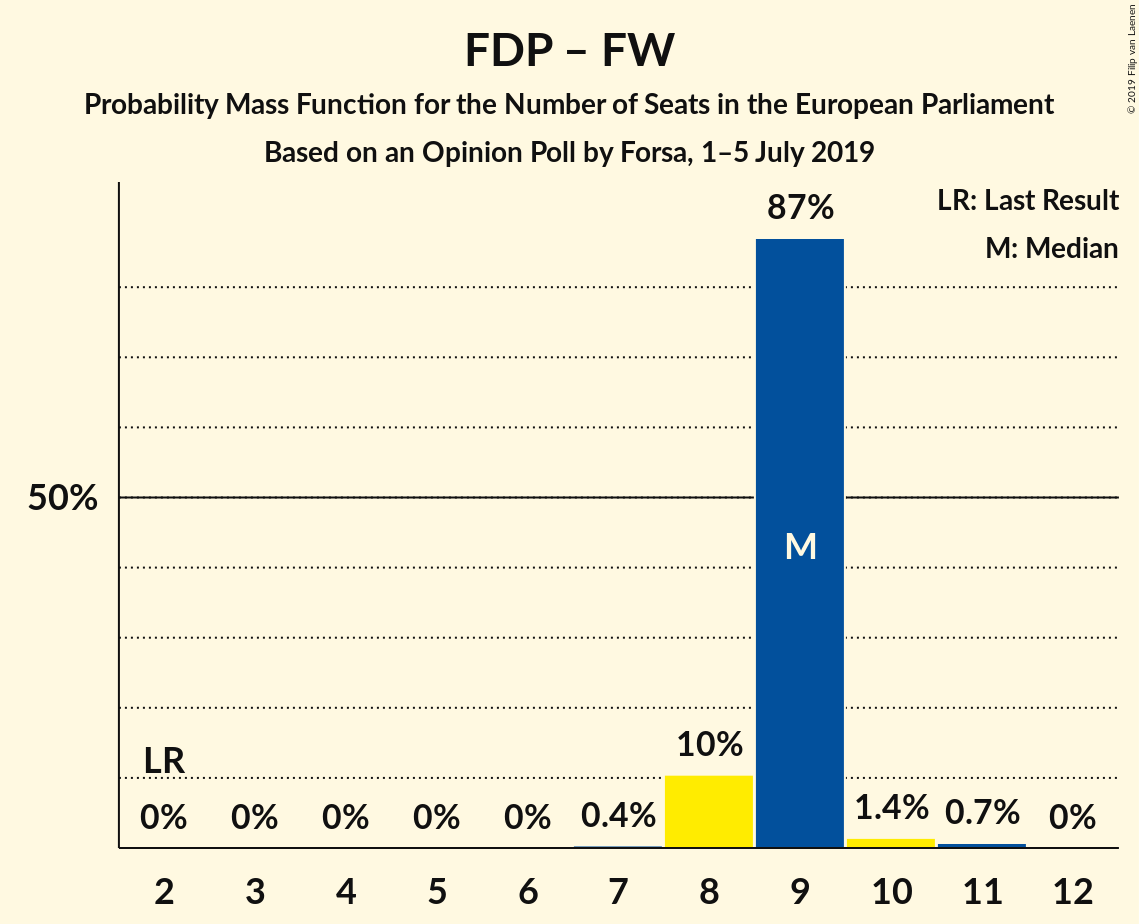 FDP – FW
Probability Mass Function for the Number of Seats in the European Parliament
Based on an Opinion Poll by Forsa, 1–5 July 2019
© 2019 Filip van Laenen
LR: Last Result
M: Median
87%
50%
M
10%
LR
0% 0% 0% 0% 0% 0.4% 1.4% 0.7% 0%
2 3 4 5 6 7 8 9 10 11 12